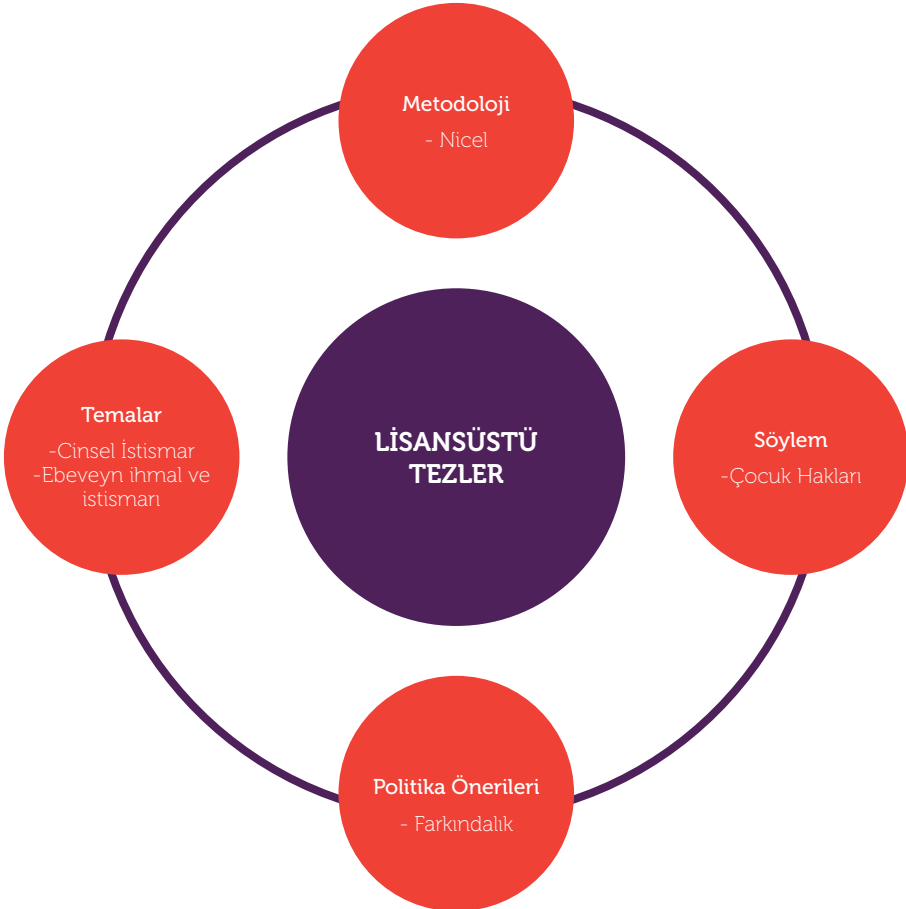 Metodoloji
- Nicel
Temalar
-Cinsel İstismar
-Ebeveyn ihmal ve
istismarı
LİSANSÜSTÜ
TEZLER
Söylem
-Çocuk Hakları
Politika Önerileri
- Farkındalık